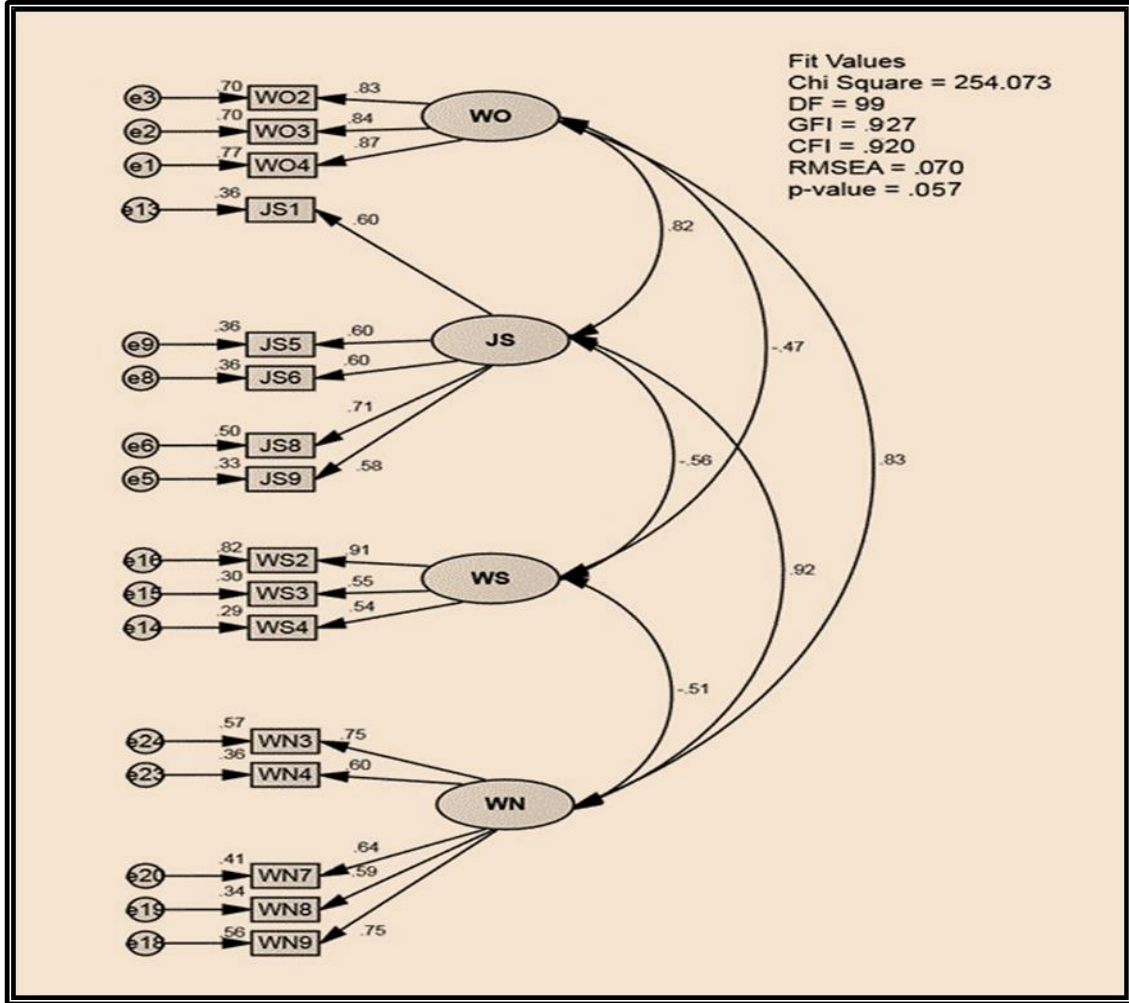 Fit Values
Chi Square = 254.073
DF = 99
GFI = .927
CFI = .920
RMSEA = .070
p-value = .057
e3 .70 WO2 .83
e2 .70 WO3 .84
e1 .77 WO4 .87
WO
e13 .36 JS1 .60
.82
JS
e9 .36 JS5 .60
e8 .36 JS6 .60
-.47
.71
e6 .50 JS8
e5 .33 JS9 .58
-.56
.83
e16 .82 WS2 .91
e15 .30 WS3 .55
e14 .29 WS4 .54
WS
.92
-.51
e24 .57 WN3 .75
e23 .36 WN4 .60
WN
e20 .41 WN7 .64
e19 .34 WN8 .59
e18 .56 WN9 .75